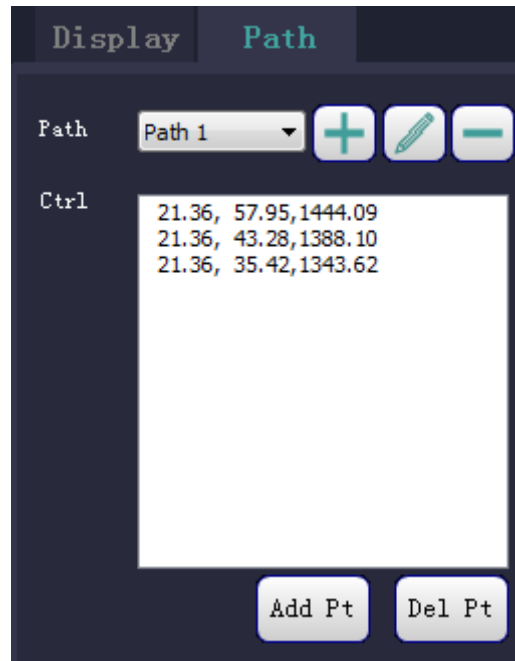 Display Path
Path Path 1
Ctrl
21.36, 57.95,1444.09
21.36, 43.28,1388.10
21.36, 35.42,1343.62
Add Pt Del Pt